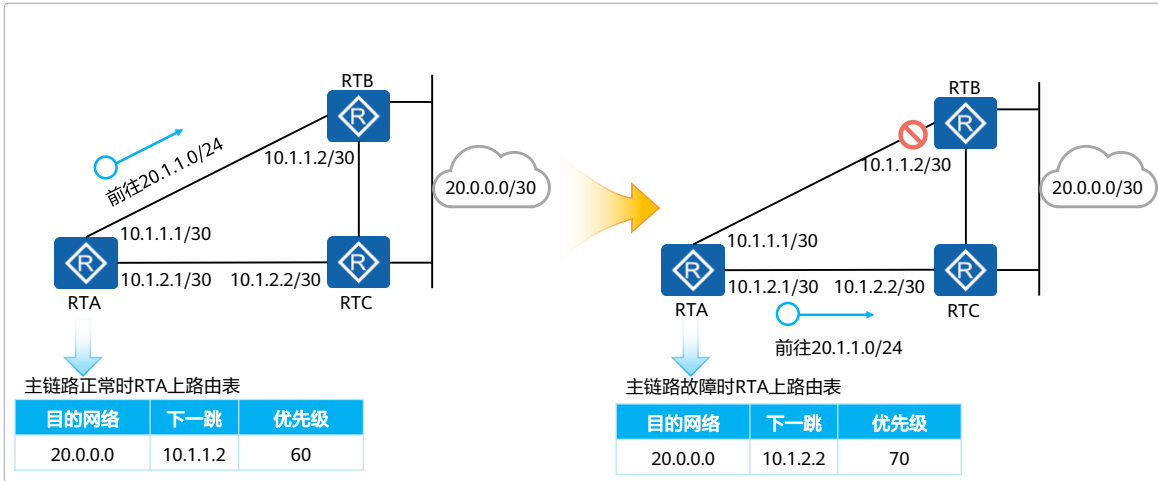 RTB
R
前往20.1.1.0/24
10.1.1.2/30
20.0.0.0/30
10.1.1.1/30
R
R
10.1.2.1/30
10.1.2.2/30
RTA
RTC
主链路正常时RTA上路由表
目的网络 下一跳 优先级
20.0.0.0 10.1.1.2 60
RTB
R
10.1.1.2/30
20.0.0.0/30
10.1.1.1/30
R
R
10.1.2.1/30
10.1.2.2/30
RTA
RTC
前往20.1.1.0/24
主链路故障时RTA上路由表
目的网络 下一跳 优先级
20.0.0.0 10.1.2.2 70